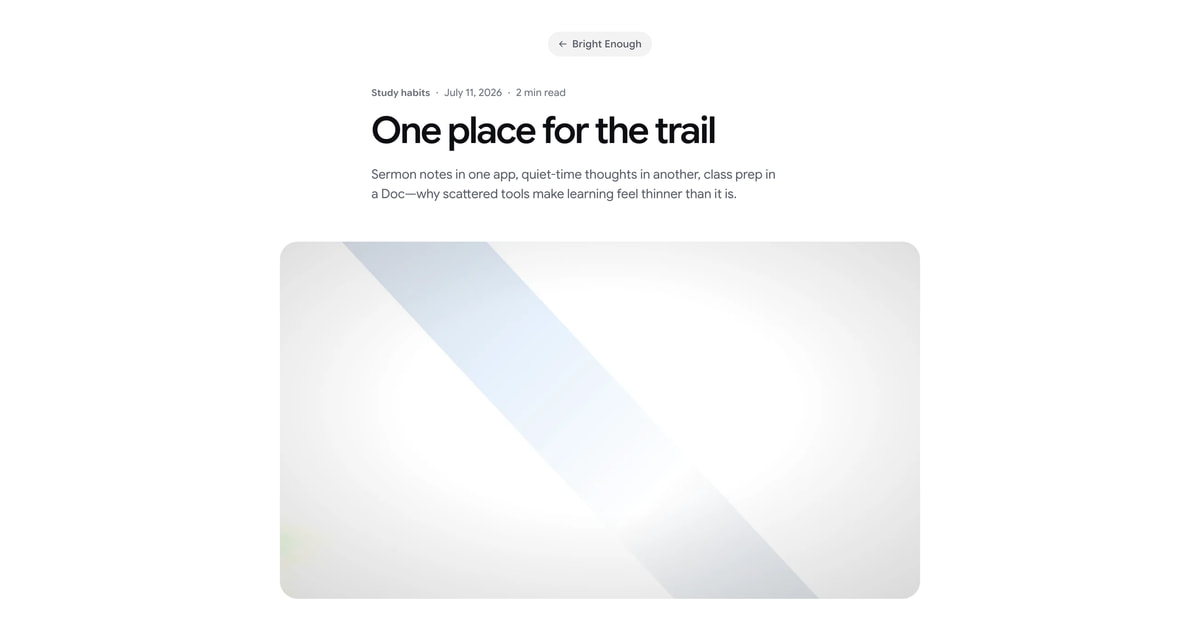 ← Bright Enough
Study habits · July 11, 2026 · 2 min read
One place for the trail
Sermon notes in one app, quiet-time thoughts in another, class prep in
a Doc—why scattered tools make learning feel thinner than it is.